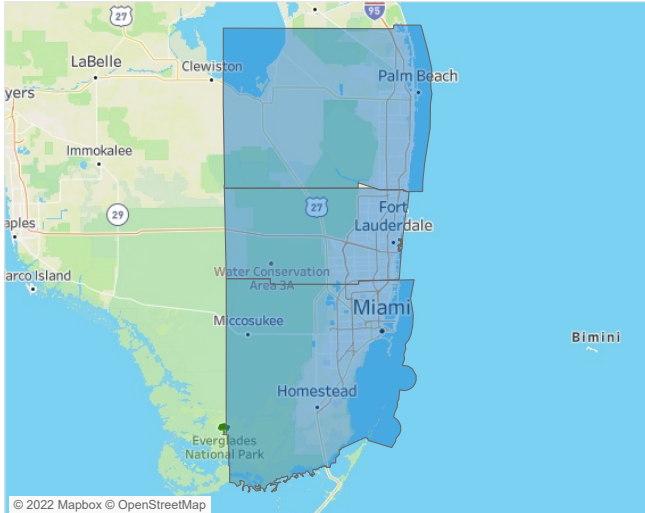 27
95
LaBelle
Clewiston
Palm Beach
yers
Immokalee
29
27
Fort
Lauderdale
aples
Water Conservation
Area 3A
arco Island
Miccosukee
Miami
Bimini
Homestead
Everglades
National Park
© 2022 Mapbox © OpenStreetMap